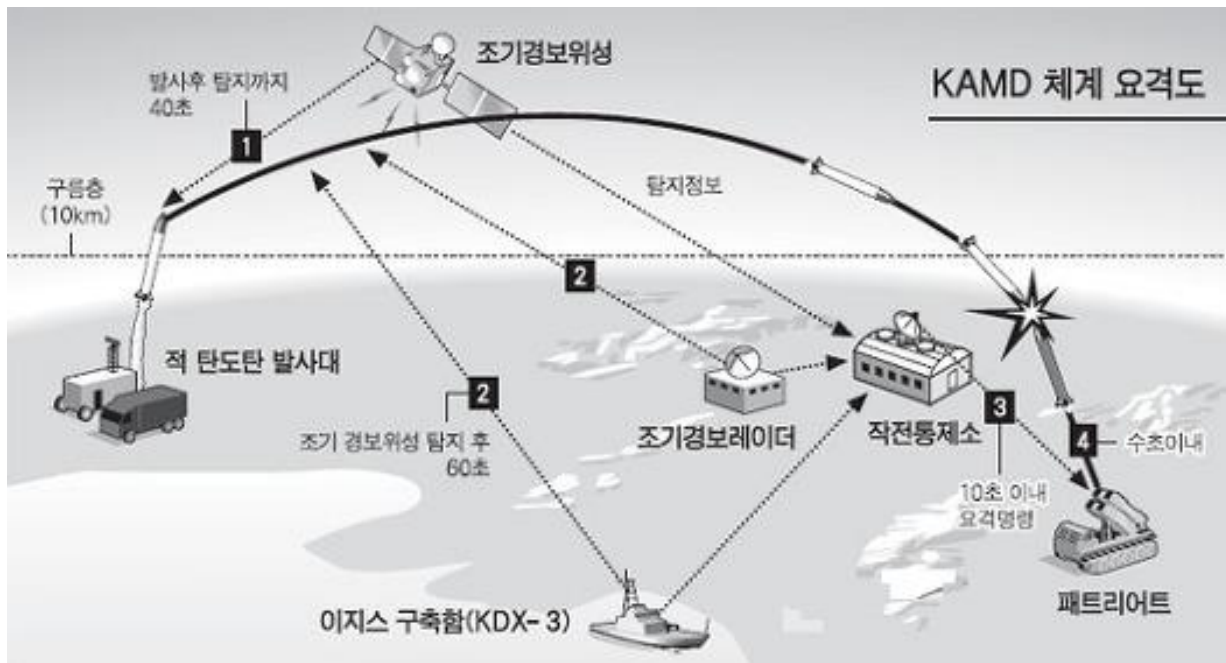 조기경보위성
KAMD 체계 요격도
발사후 탐지까지
40초
1
구름층
(10km)
탐지정보
2
적 탄도탄 발사대
2
조기 경보위성 탐지 후
60초
조기경보레이더
작전통제소
3
10초 이내
요격명령
4
수초이내
패트리어트
이지스 구축함(KDX-3)